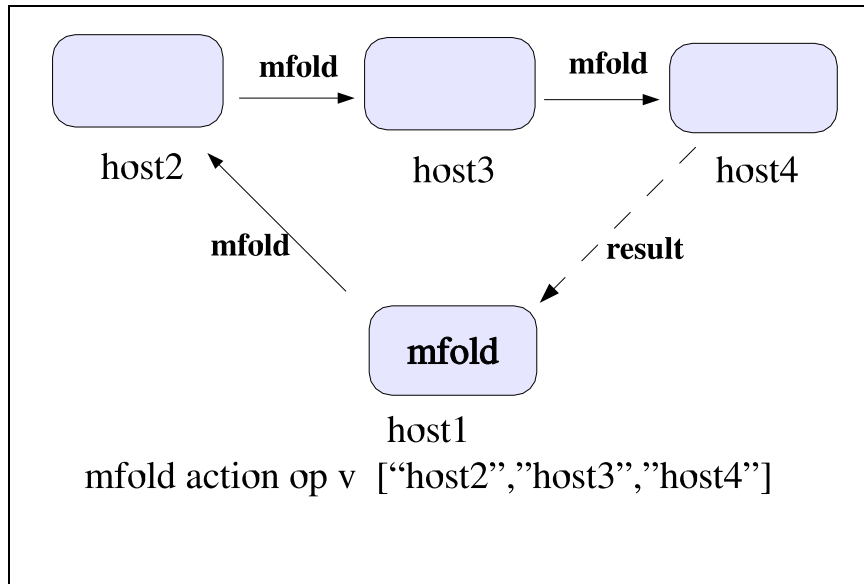 mfold
mfold
host2
host3
host4
mfold
result
mfold
host1
mfold action op v [“host2”,”host3”,”host4”]